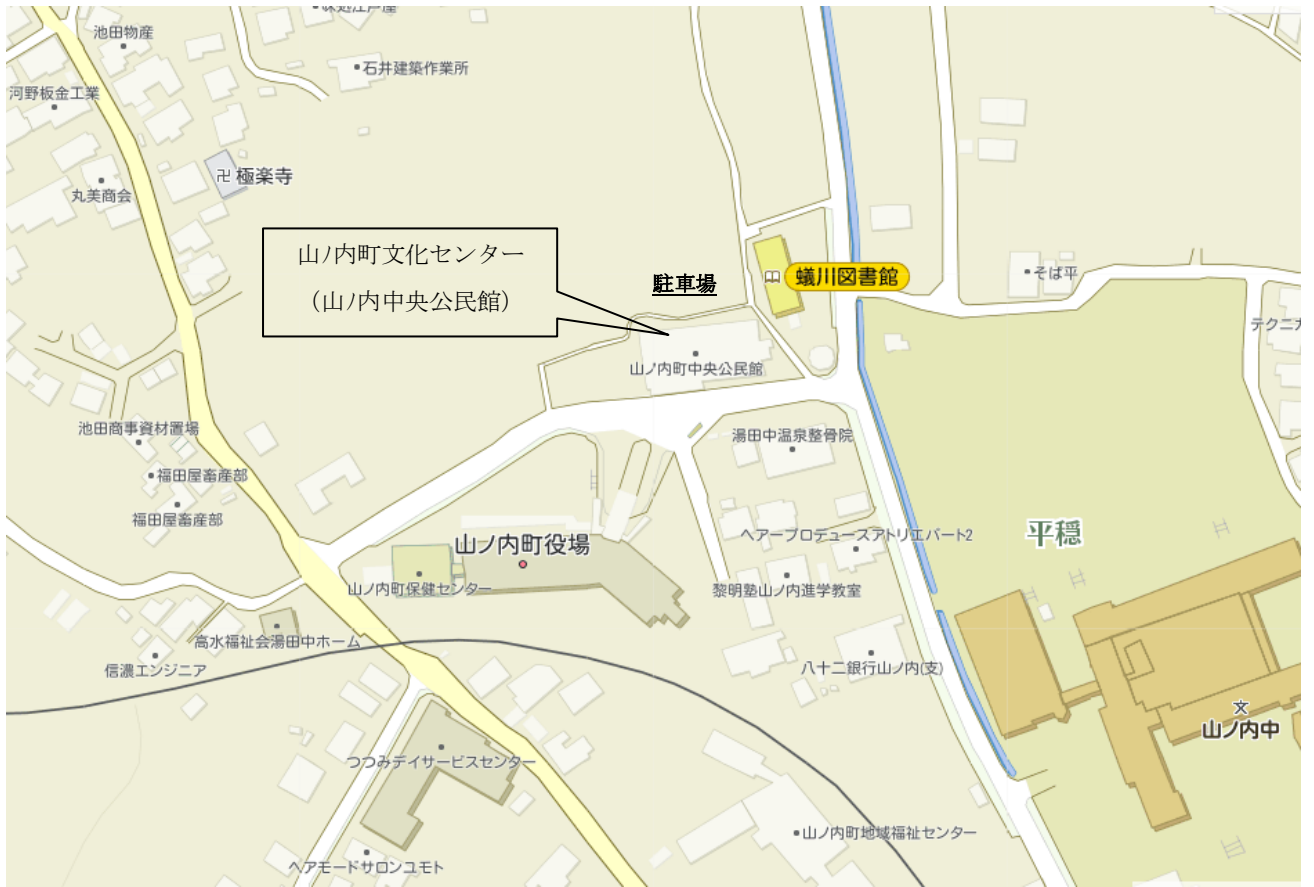 味処江戸屋
池田物産
石井建築作業所
河野板金工業
卍 極楽寺
丸美商会
山ノ内町文化センター
（山ノ内中央公民館）
駐車場
蟻川図書館
そば平
テクニカ
山ノ内町中央公民館
池田商事資材置場
湯田中温泉整骨院
福田屋畜産部
福田屋畜産部
平穏
ヘアープロデュースアトリエパート2
山ノ内町役場
山ノ内町保健センター
黎明塾山ノ内進学教室
高水福祉会湯田中ホーム
信濃エンジニア
八十二銀行山ノ内(支)
文
山ノ内中
つつみデイサービスセンター
山ノ内町地域福祉センター
ヘアモードサロンユモト